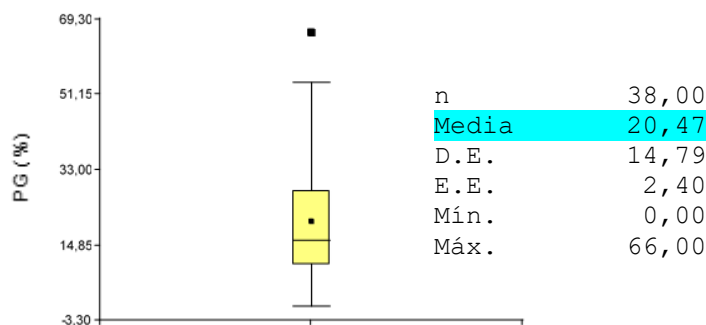 69,30
51,15
33,00
14,85
-3,30
PG (%)
n 38,00
Media 20,47
D.E. 14,79
E.E. 2,40
Mín. 0,00
Máx. 66,00